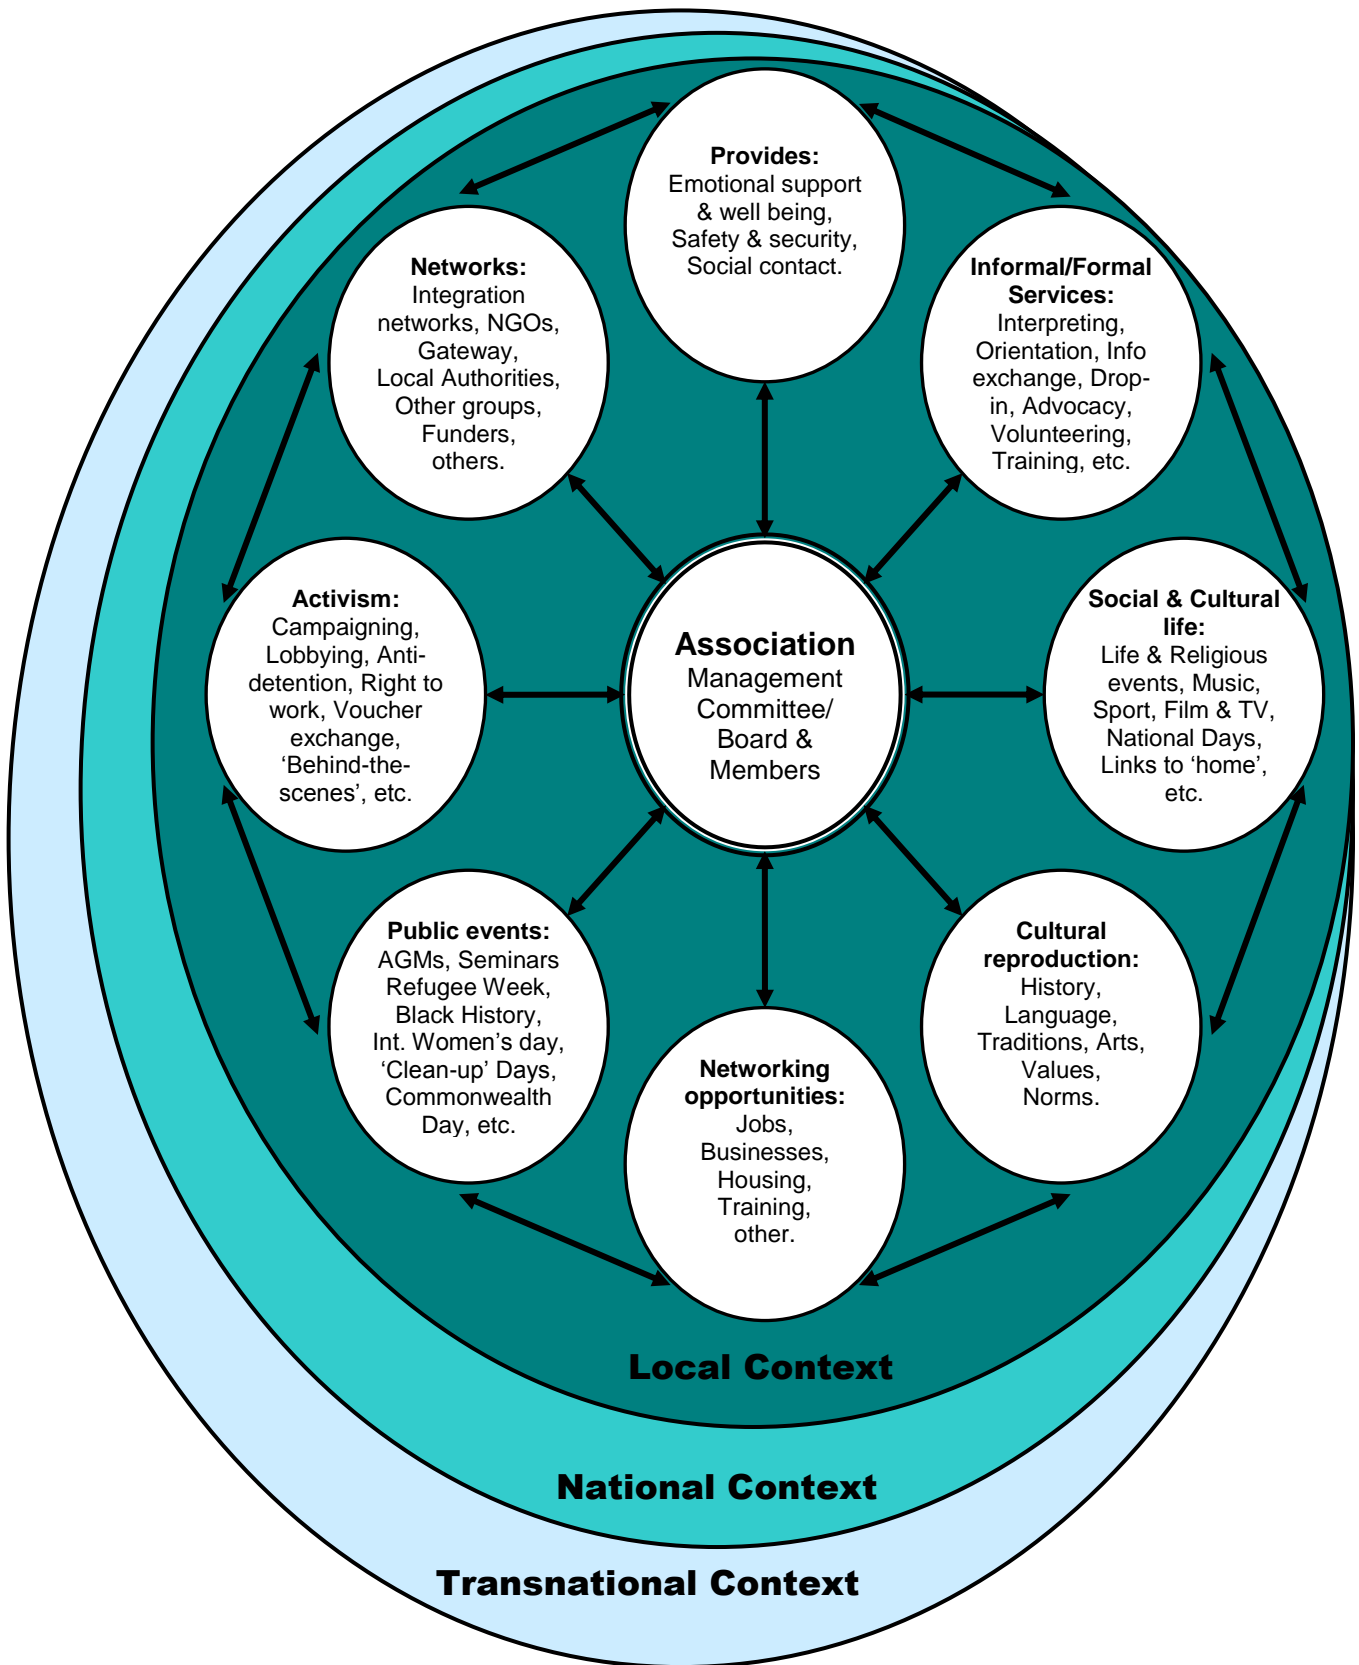 Provides:
Emotional support
& well being,
Safety & security,
Social contact.
Networks:
Integration
networks, NGOs,
Gateway,
Local Authorities,
Other groups,
Funders,
others.
Informal/Formal
Services:
Interpreting,
Orientation, Info
exchange, Drop-
in, Advocacy,
Volunteering,
Training, etc.
Activism:
Campaigning,
Lobbying, Anti-
detention, Right to
work, Voucher
exchange,
‘Behind-the-
scenes’, etc.
Association
Management
Committee/
Board &
Members
Social & Cultural
life:
Life & Religious
events, Music,
Sport, Film & TV,
National Days,
Links to ‘home’,
etc.
Public events:
AGMs, Seminars
Refugee Week,
Black History,
Int. Women’s day,
‘Clean-up’ Days,
Commonwealth
Day, etc.
Networking
opportunities:
Jobs,
Businesses,
Housing,
Training,
other.
Cultural
reproduction:
History,
Language,
Traditions, Arts,
Values,
Norms.
Local Context
National Context
Transnational Context